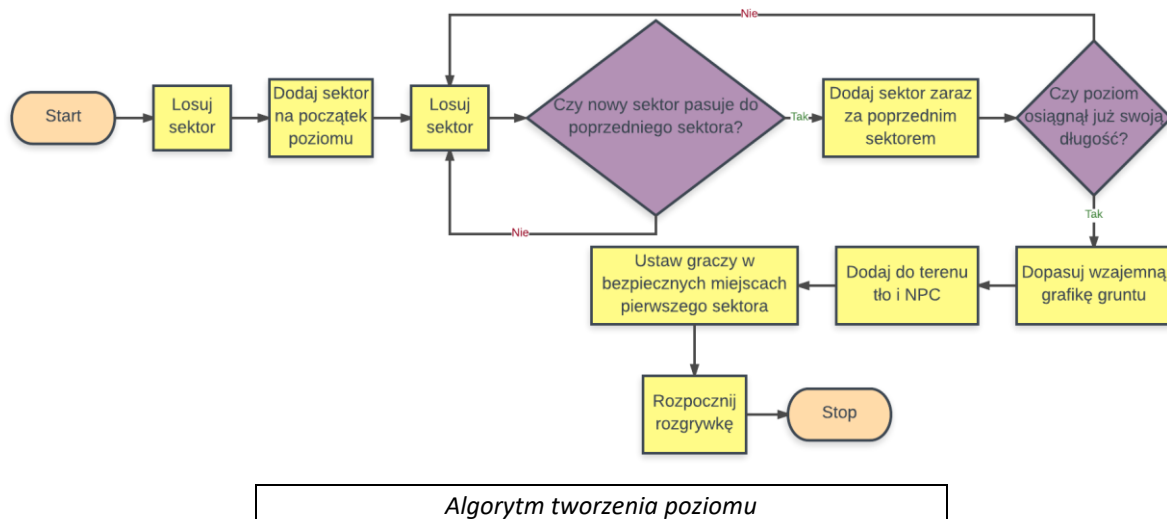 Nie
Start
Losuj
sektor
Dodaj sektor
na początek
poziomu
Losuj
sektor
Czy nowy sektor pasuje do
poprzedniego sektora?
Tak
Dodaj sektor zaraz
za poprzednim
sektorem
Czy poziom
osiągnął już swoją
długość?
Nie
Tak
Ustaw graczy w
bezpiecznych miejscach
pierwszego sektora
Dodaj do terenu
tło i NPC
Dopasuj wzajemną
grafikę gruntu
Rozpocznij
rozgrywkę
Stop
Algorytm tworzenia poziomu